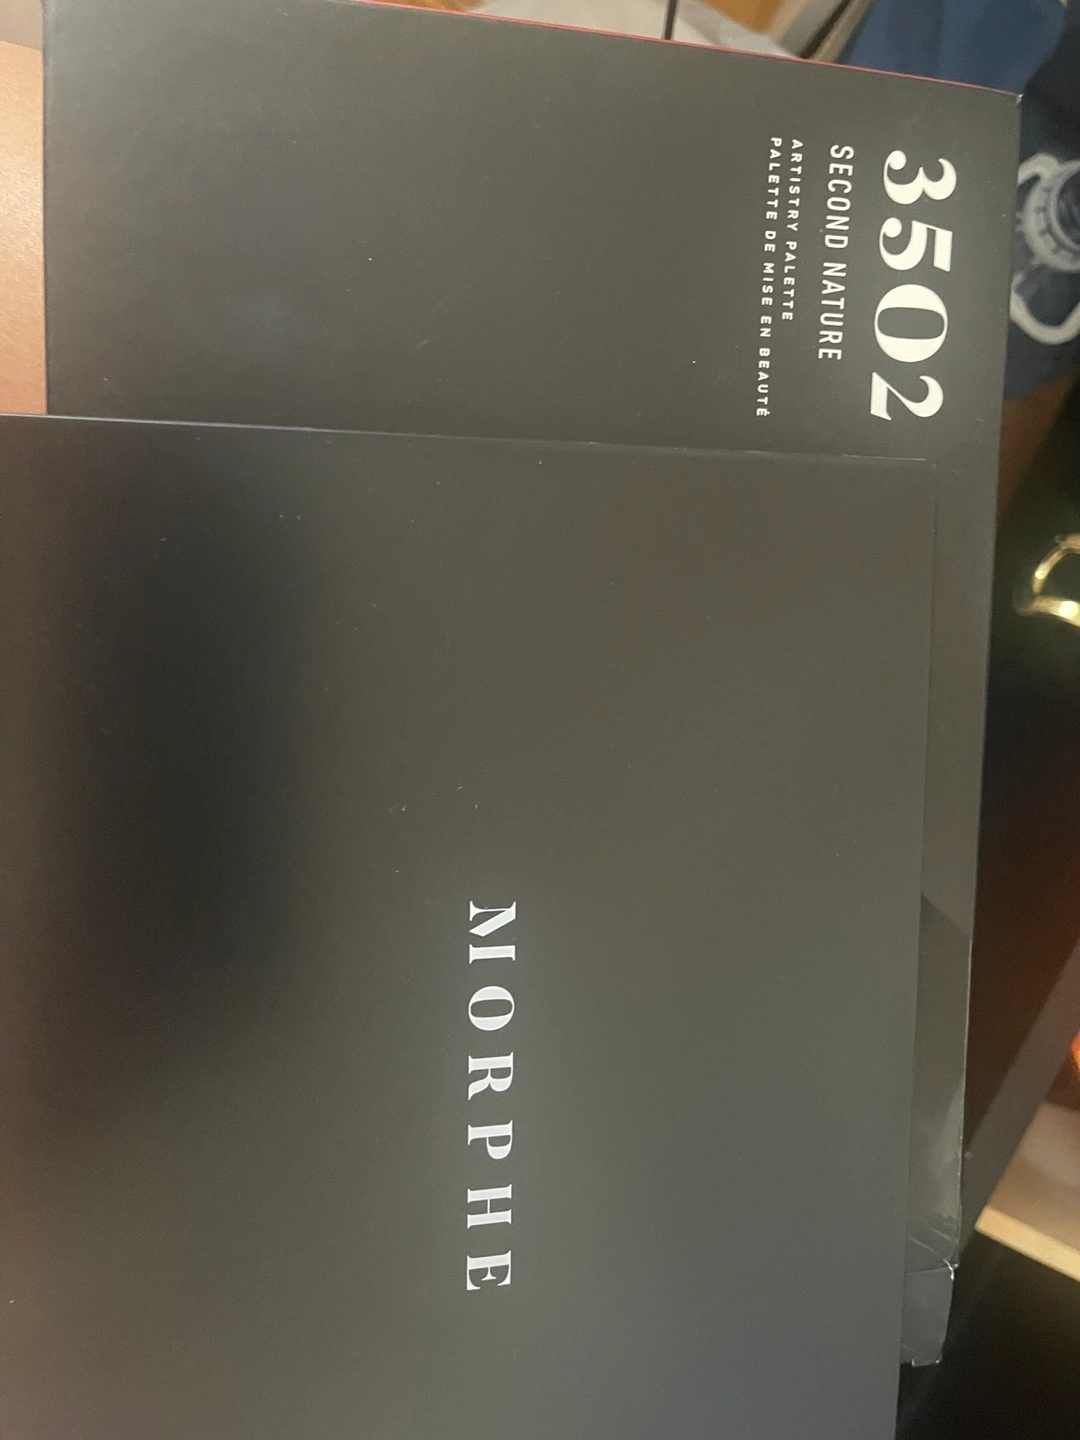 35O2
SECOND NATURE
ARTISTRY PALETTE
PALETTE DE MISE EN BEAUTÉ
MORPHE